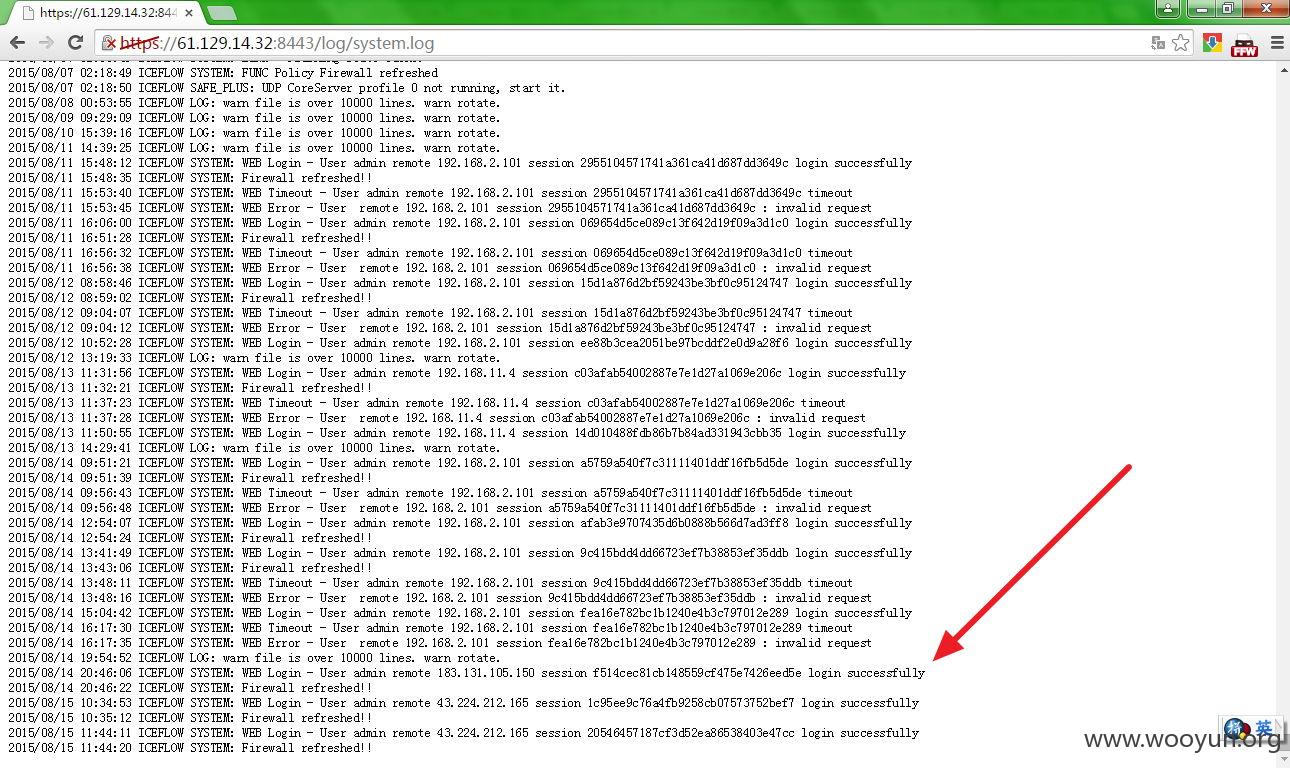 https://61.129.14.32:844
https://61.129.14.32:8443/log/system.log
FFW
2015/08/07 02:18:49 ICEFLOW SYSTEM: FUNC Policy Firewall refreshed
2015/08/07 02:18:50 ICEFLOW SAFE_PLUS: UDP CoreServer profile 0 not running, start it.
2015/08/08 00:53:55 ICEFLOW LOG: warn file is over 10000 lines. warn rotate.
2015/08/09 09:29:09 ICEFLOW LOG: warn file is over 10000 lines. warn rotate.
2015/08/10 15:39:16 ICEFLOW LOG: warn file is over 10000 lines. warn rotate.
2015/08/11 14:39:25 ICEFLOW LOG: warn file is over 10000 lines. warn rotate.
2015/08/11 15:48:12 ICEFLOW SYSTEM: WEB Login - User admin remote 192.168.2.101 session 2955104571741a361ca41d687dd3649c login successfully
2015/08/11 15:48:35 ICEFLOW SYSTEM: Firewall refreshed!!
2015/08/11 15:53:40 ICEFLOW SYSTEM: WEB Timeout - User admin remote 192.168.2.101 session 2955104571741a361ca41d687dd3649c timeout
2015/08/11 15:53:45 ICEFLOW SYSTEM: WEB Error - User  remote 192.168.2.101 session 2955104571741a361ca41d687dd3649c : invalid request
2015/08/11 16:06:00 ICEFLOW SYSTEM: WEB Login - User admin remote 192.168.2.101 session 069654d5ce089c13f642d19f09a3d1c0 login successfully
2015/08/11 16:51:28 ICEFLOW SYSTEM: Firewall refreshed!!
2015/08/11 16:56:32 ICEFLOW SYSTEM: WEB Timeout - User admin remote 192.168.2.101 session 069654d5ce089c13f642d19f09a3d1c0 timeout
2015/08/11 16:56:38 ICEFLOW SYSTEM: WEB Error - User  remote 192.168.2.101 session 069654d5ce089c13f642d19f09a3d1c0 : invalid request
2015/08/12 08:58:46 ICEFLOW SYSTEM: WEB Login - User admin remote 192.168.2.101 session 15d1a876d2bf59243be3bf0c95124747 login successfully
2015/08/12 08:59:02 ICEFLOW SYSTEM: Firewall refreshed!!
2015/08/12 09:04:07 ICEFLOW SYSTEM: WEB Timeout - User admin remote 192.168.2.101 session 15d1a876d2bf59243be3bf0c95124747 timeout
2015/08/12 09:04:12 ICEFLOW SYSTEM: WEB Error - User  remote 192.168.2.101 session 15d1a876d2bf59243be3bf0c95124747 : invalid request
2015/08/12 10:52:28 ICEFLOW SYSTEM: WEB Login - User admin remote 192.168.2.101 session ee88b3cea2051be97bcddf2e0d9a28f6 login successfully
2015/08/12 13:19:33 ICEFLOW LOG: warn file is over 10000 lines. warn rotate.
2015/08/13 11:31:56 ICEFLOW SYSTEM: WEB Login - User admin remote 192.168.11.4 session c03afab54002887e7e1d27a1069e206c login successfully
2015/08/13 11:32:21 ICEFLOW SYSTEM: Firewall refreshed!!
2015/08/13 11:37:23 ICEFLOW SYSTEM: WEB Timeout - User admin remote 192.168.11.4 session c03afab54002887e7e1d27a1069e206c timeout
2015/08/13 11:37:28 ICEFLOW SYSTEM: WEB Error - User  remote 192.168.11.4 session c03afab54002887e7e1d27a1069e206c : invalid request
2015/08/13 11:50:55 ICEFLOW SYSTEM: WEB Login - User admin remote 192.168.11.4 session 14d010488fdb86b7b84ad331943cbb35 login successfully
2015/08/13 14:29:41 ICEFLOW LOG: warn file is over 10000 lines. warn rotate.
2015/08/14 09:51:21 ICEFLOW SYSTEM: WEB Login - User admin remote 192.168.2.101 session a5759a540f7c31111401ddf16fb5d5de login successfully
2015/08/14 09:51:39 ICEFLOW SYSTEM: Firewall refreshed!!
2015/08/14 09:56:43 ICEFLOW SYSTEM: WEB Timeout - User admin remote 192.168.2.101 session a5759a540f7c31111401ddf16fb5d5de timeout
2015/08/14 09:56:48 ICEFLOW SYSTEM: WEB Error - User  remote 192.168.2.101 session a5759a540f7c31111401ddf16fb5d5de : invalid request
2015/08/14 12:54:07 ICEFLOW SYSTEM: WEB Login - User admin remote 192.168.2.101 session afab3e9707435d6b0888b566d7ad3ff8 login successfully
2015/08/14 12:54:24 ICEFLOW SYSTEM: Firewall refreshed!!
2015/08/14 13:41:49 ICEFLOW SYSTEM: WEB Login - User admin remote 192.168.2.101 session 9c415bdd4dd66723ef7b38853ef35ddb login successfully
2015/08/14 13:43:06 ICEFLOW SYSTEM: Firewall refreshed!!
2015/08/14 13:48:11 ICEFLOW SYSTEM: WEB Timeout - User admin remote 192.168.2.101 session 9c415bdd4dd66723ef7b38853ef35ddb timeout
2015/08/14 13:48:16 ICEFLOW SYSTEM: WEB Error - User  remote 192.168.2.101 session 9c415bdd4dd66723ef7b38853ef35ddb : invalid request
2015/08/14 15:04:42 ICEFLOW SYSTEM: WEB Login - User admin remote 192.168.2.101 session fea16e782bc1b1240e4b3c797012e289 login successfully
2015/08/14 16:17:30 ICEFLOW SYSTEM: WEB Timeout - User admin remote 192.168.2.101 session fea16e782bc1b1240e4b3c797012e289 timeout
2015/08/14 16:17:35 ICEFLOW SYSTEM: WEB Error - User  remote 192.168.2.101 session fea16e782bc1b1240e4b3c797012e289 : invalid request
2015/08/14 19:54:52 ICEFLOW LOG: warn file is over 10000 lines. warn rotate.
2015/08/14 20:46:06 ICEFLOW SYSTEM: WEB Login - User admin remote 183.131.105.150 session f514cec81cb148559cf475e7426eed5e login successfully
2015/08/14 20:46:22 ICEFLOW SYSTEM: Firewall refreshed!!
2015/08/15 10:34:53 ICEFLOW SYSTEM: WEB Login - User admin remote 43.224.212.165 session 1c95ee9c76a4fb9258cb07573752bef7 login successfully
2015/08/15 10:35:12 ICEFLOW SYSTEM: Firewall refreshed!!
2015/08/15 11:44:11 ICEFLOW SYSTEM: WEB Login - User admin remote 43.224.212.165 session 20546457187cf3d52ea86538403e47cc login successfully
2015/08/15 11:44:20 ICEFLOW SYSTEM: Firewall refreshed!!
英
www.wooyun.org